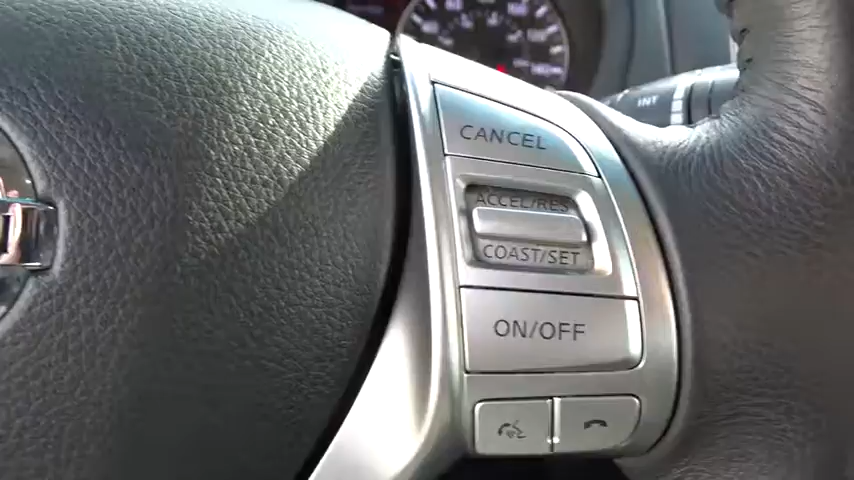 INT
CANCEL
ACCEL/RES
COAST/SET
ON/OFF